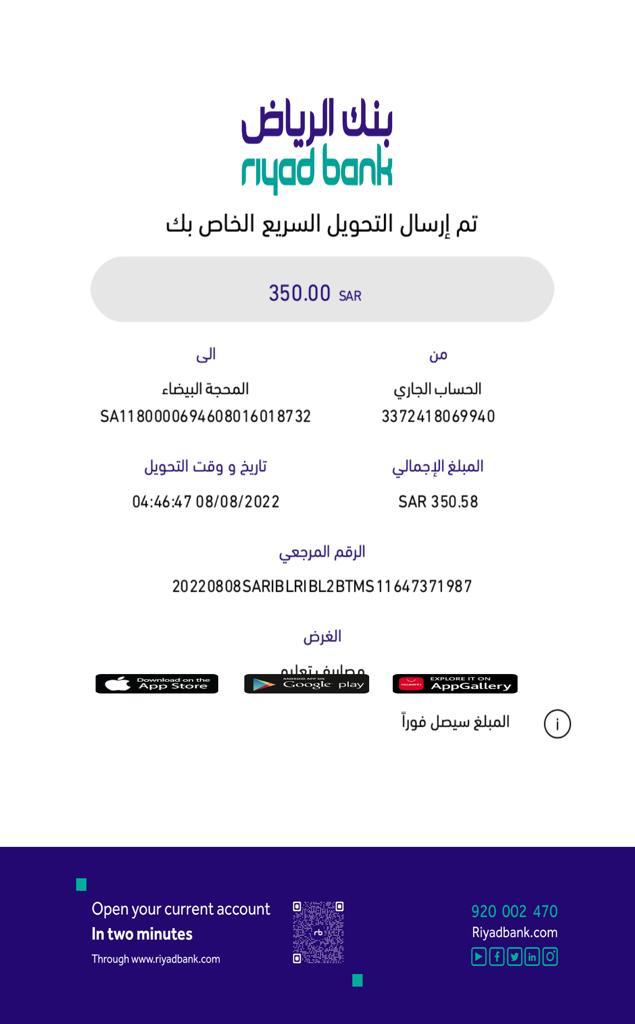 بنك الرياض
riyad bank
تم إرسال التحويل السريع الخاص بك
350.00 SAR
من
الحساب الجاري
3372418069940
الى
المحجة البيضاء
SA1180000694608016018732
المبلغ الإجمالي
SAR 350.58
تاريخ و وقت التحويل
04:46:47 08/08/2022
الرقم المرجعي
20220808SARIBLRIBL2BTMS11647371987
الغرض
مصاريف تعليم
Download on the
App Store
ANDROID APP ON
Google play
EXPLORE IT ON
AppGallery
المبلغ سيصل فوراً
Open your current account
In two minutes
Through www.riyadbank.com
rb
920 002 470
Riyadbank.com